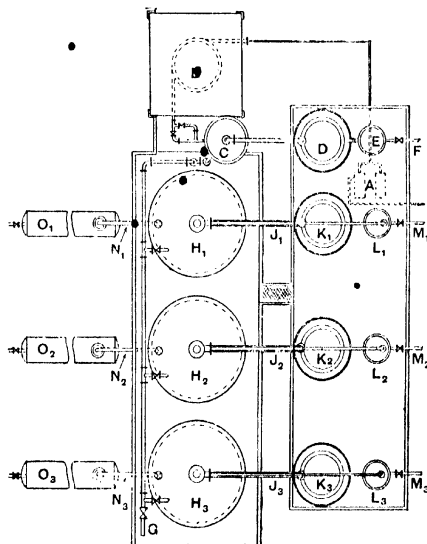 C
D
E
F
A
O₁
N₁
H₁
J₁
K₁
L₁
M₁
O₂
N₂
H₂
J₂
K₂
L₂
M₂
O₃
N₃
H₃
J₃
K₃
L₃
M₃
G